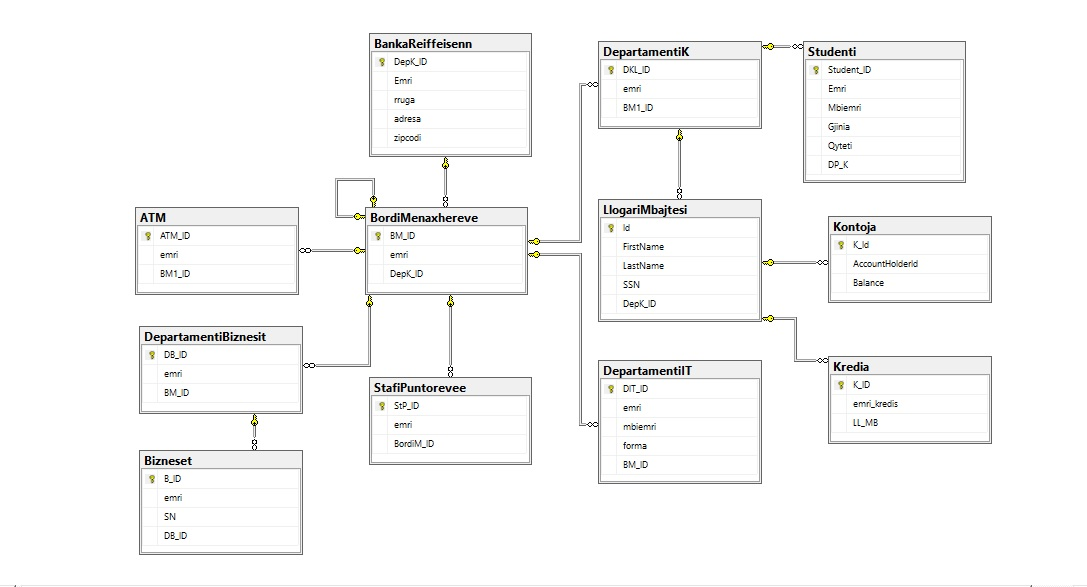 BankaReiffeisenn
DepK_ID
Emri
rruga
adresa
zipcodi
DepartamentiK
DKL_ID
emri
BM1_ID
Studenti
Student_ID
Emri
Mbiemri
Gjinia
Qyteti
DP_K
ATM
ATM_ID
emri
BM1_ID
BordiMenaxhereve
BM_ID
emri
DepK_ID
LlogariMbajtesi
Id
FirstName
LastName
SSN
DepK_ID
Kontoja
K_Id
AccountHolderId
Balance
DepartamentiBiznesit
DB_ID
emri
BM_ID
StafiPuntorevee
StP_ID
emri
BordiM_ID
DepartamentiIT
DIT_ID
emri
mbiemri
forma
BM_ID
Kredia
K_ID
emri_kredis
LL_MB
Bizneset
B_ID
emri
SN
DB_ID